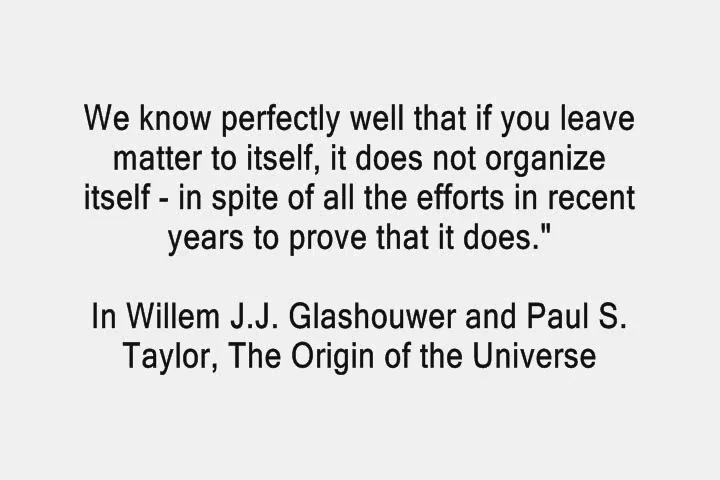 We know perfectly well that if you leave
matter to itself, it does not organize
itself - in spite of all the efforts in recent
years to prove that it does."
In Willem J.J. Glashouwer and Paul S.
Taylor, The Origin of the Universe